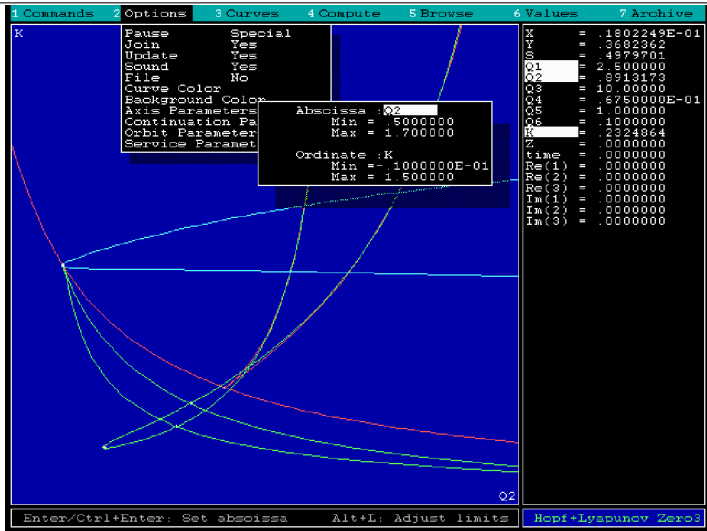 1 Commands 2 Options 3 Curves 4 Compute 5 Browse 6 Values 7 Archive
K
Pause Special
Join Yes
Update Yes
Sound Yes
File No
Curve Color
Background Color
Axis Parameters
Continuation Pa
Orbit Parameter
Service Paramet
Abscissa :Q2
Min = .5000000
Max = 1.700000
Ordinate :K
Min =-.1000000E-01
Max = 1.500000
X = .1802249E-01
Y = .3682362
S = .4979701
Q1 = 2.500000
Q2 = .8913173
Q3 = 10.00000
Q4 = .6750000E-01
Q5 = 1.000000
Q6 = .1000000
K = .2324864
Z = .0000000
time = .0000000
Re(1) = .0000000
Re(2) = .0000000
Re(3) = .0000000
Im(1) = .0000000
Im(2) = .0000000
Im(3) = .0000000
Q2
Enter/Ctrl+Enter: Set abscissa Alt+L: Adjust limits
Hopf+Lyapunov Zero3